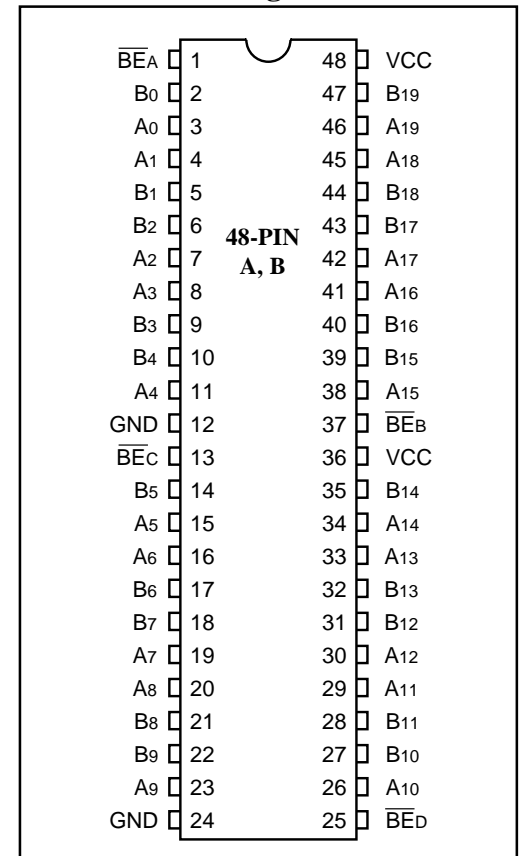 B̅E̅A 1 48 VCC
B0 2 47 B19
A0 3 46 A19
A1 4 45 A18
B1 5 44 B18
B2 6 43 B17
48-PIN
A, B
A2 7 42 A17
A3 8 41 A16
B3 9 40 B16
B4 10 39 B15
A4 11 38 A15
GND 12 37 B̅E̅B
B̅E̅C 13 36 VCC
B5 14 35 B14
A5 15 34 A14
A6 16 33 A13
B6 17 32 B13
B7 18 31 B12
A7 19 30 A12
A8 20 29 A11
B8 21 28 B11
B9 22 27 B10
A9 23 26 A10
GND 24 25 B̅E̅D